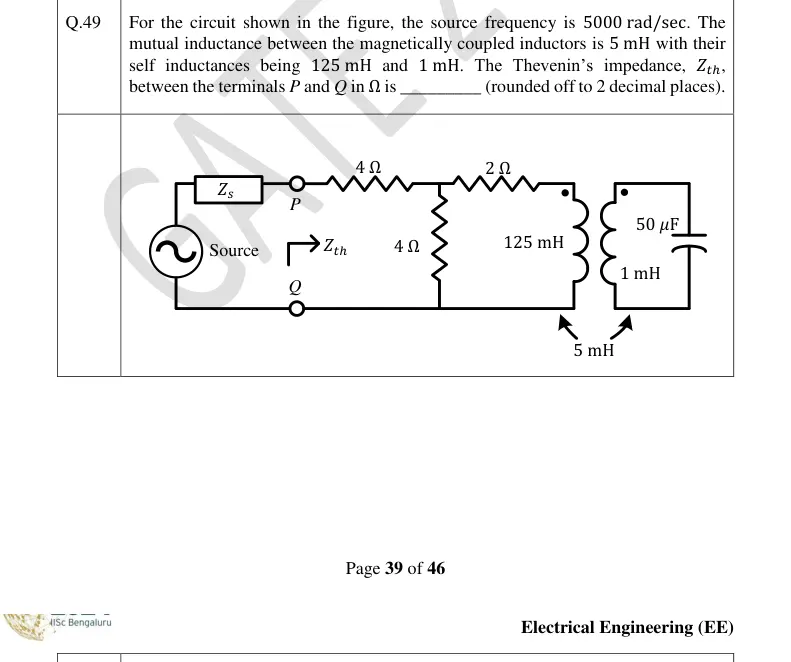 Q.49
For the circuit shown in the figure, the source frequency is 5000 rad/sec. The
mutual inductance between the magnetically coupled inductors is 5 mH with their
self inductances being 125 mH and 1 mH. The Thevenin's impedance, Zth,
between the terminals P and Q in Ω is _________ (rounded off to 2 decimal places).
4 Ω
2 Ω
Zs
P
50 μF
Source
Zth
4 Ω
125 mH
1 mH
Q
5 mH
Page 39 of 46
IISc Bengaluru
Electrical Engineering (EE)